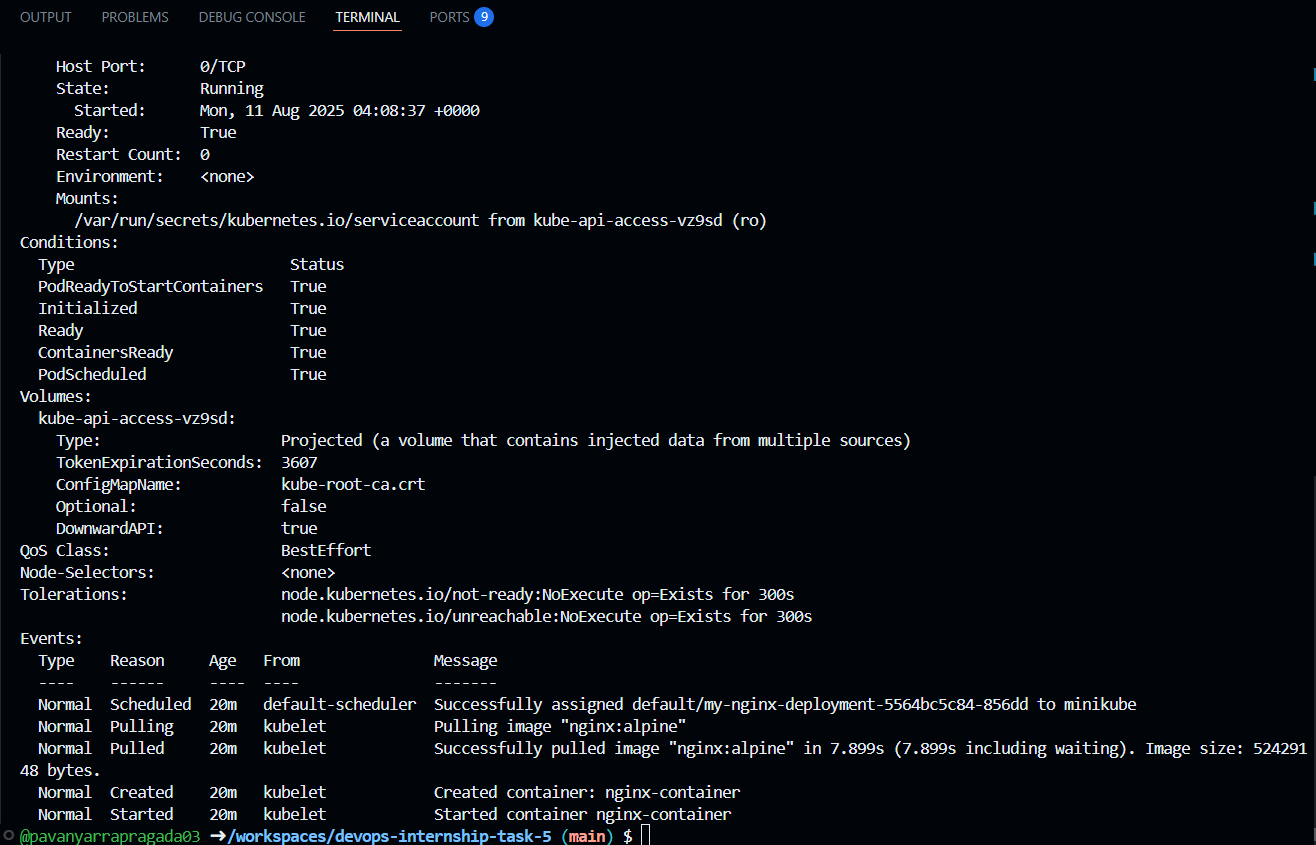 OUTPUT PROBLEMS DEBUG CONSOLE TERMINAL PORTS 9
Host Port: 0/TCP
State: Running
Started: Mon, 11 Aug 2025 04:08:37 +0000
Ready: True
Restart Count: 0
Environment: <none>
Mounts:
/var/run/secrets/kubernetes.io/serviceaccount from kube-api-access-vz9sd (ro)
Conditions:
Type Status
PodReadyToStartContainers True
Initialized True
Ready True
ContainersReady True
PodScheduled True
Volumes:
kube-api-access-vz9sd:
Type: Projected (a volume that contains injected data from multiple sources)
TokenExpirationSeconds: 3607
ConfigMapName: kube-root-ca.crt
Optional: false
DownwardAPI: true
QoS Class: BestEffort
Node-Selectors: <none>
Tolerations: node.kubernetes.io/not-ready:NoExecute op=Exists for 300s
node.kubernetes.io/unreachable:NoExecute op=Exists for 300s
Events:
Type Reason Age From Message
---- ------ ---- ---- -------
Normal Scheduled 20m default-scheduler Successfully assigned default/my-nginx-deployment-5564bc5c84-856dd to minikube
Normal Pulling 20m kubelet Pulling image "nginx:alpine"
Normal Pulled 20m kubelet Successfully pulled image "nginx:alpine" in 7.899s (7.899s including waiting). Image size: 524291
48 bytes.
Normal Created 20m kubelet Created container: nginx-container
Normal Started 20m kubelet Started container nginx-container
@pavanyarrapragada03 ➜ /workspaces/devops-internship-task-5 (main) $